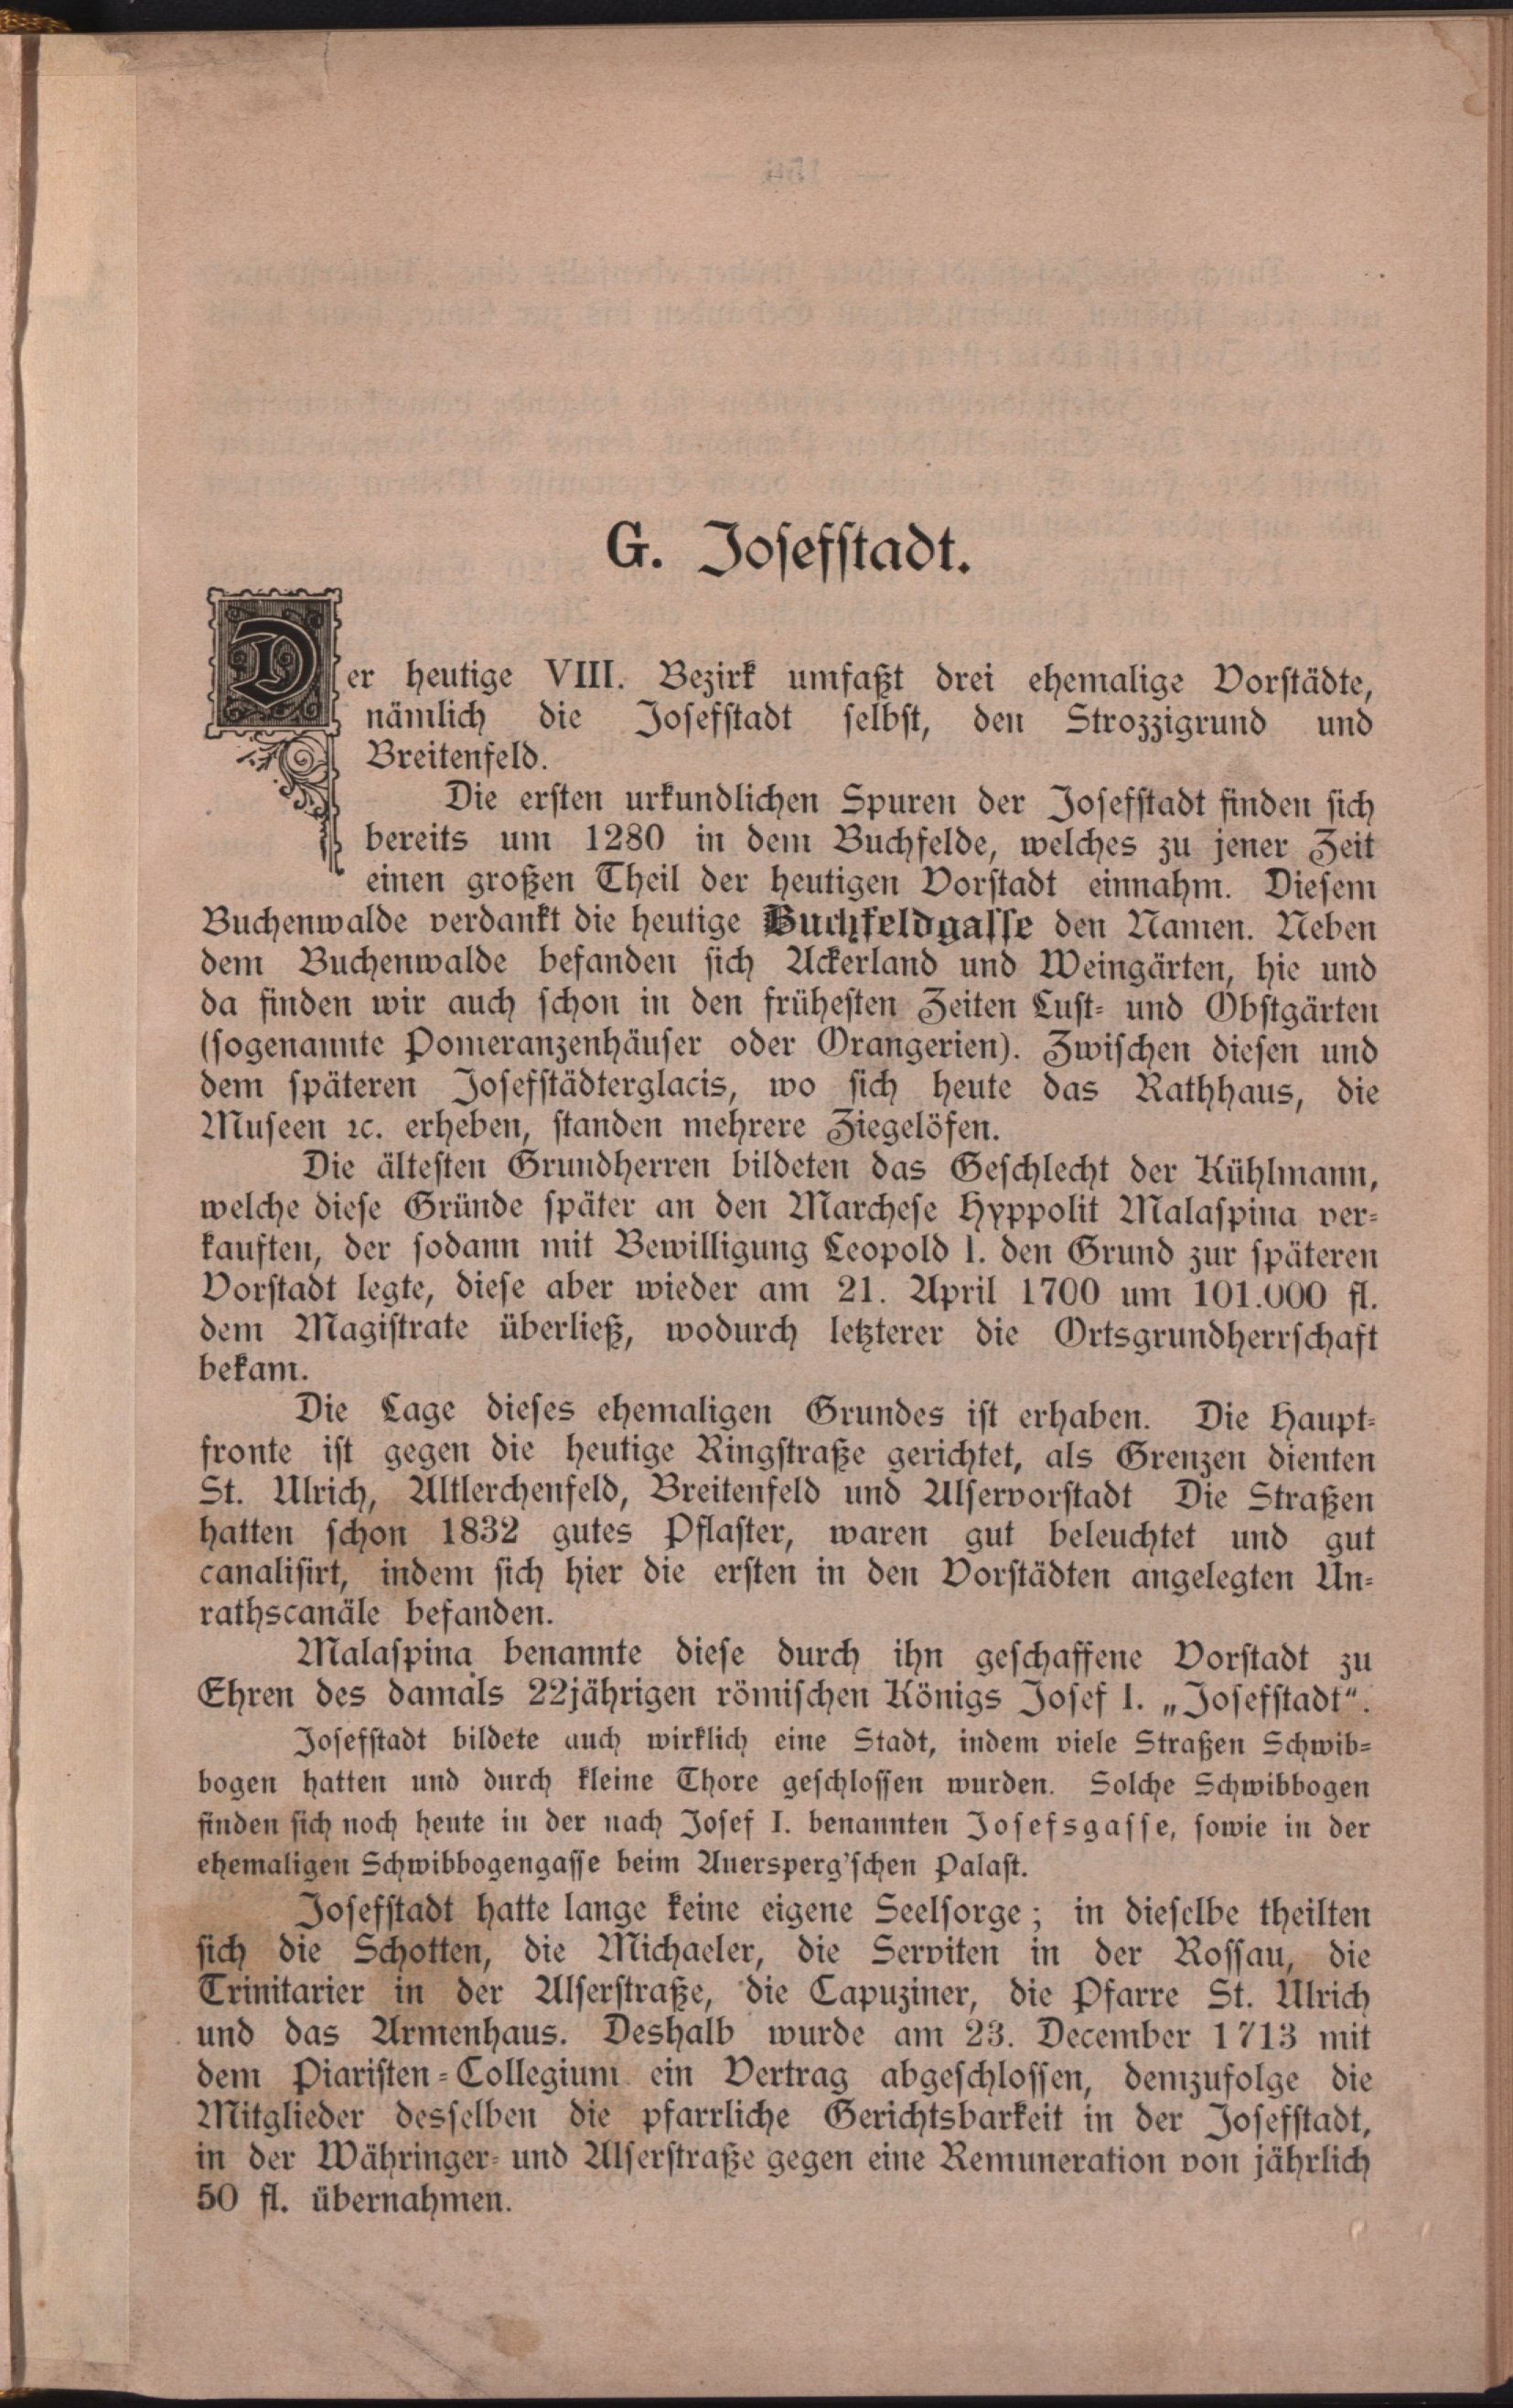 G. Josefstadt.
Der heutige VIII. Bezirk umfaßt drei ehemalige Vorstädte,
nämlich die Josefstadt selbst, den Strozzigrund und
Breitenfeld.
Die ersten urkundlichen Spuren der Josefstadt finden sich
bereits um 1280 in dem Buchfelde, welches zu jener Zeit
einen großen Theil der heutigen Vorstadt einnahm. Diesem
Buchenwalde verdankt die heutige Buchfeldgasse den Namen. Neben
dem Buchenwalde befanden sich Ackerland und Weingärten, hie und
da finden wir auch schon in den frühesten Zeiten Lust- und Obstgärten
(sogenannte Pomeranzenhäuser oder Orangerien). Zwischen diesen und
dem späteren Josefstädterglacis, wo sich heute das Rathhaus, die
Museen ꝛc. erheben, standen mehrere Ziegelöfen.
Die ältesten Grundherren bildeten das Geschlecht der Kühlmann,
welche diese Gründe später an den Marchese Hyppolit Malaspina ver-
kauften, der sodann mit Bewilligung Leopold I. den Grund zur späteren
Vorstadt legte, diese aber wieder am 21. April 1700 um 101.000 fl.
dem Magistrate überließ, wodurch letzterer die Ortsgrundherrschaft
bekam.
Die Lage dieses ehemaligen Grundes ist erhaben. Die Haupt-
fronte ist gegen die heutige Ringstraße gerichtet, als Grenzen dienten
St. Ulrich, Altlerchenfeld, Breitenfeld und Alservorstadt Die Straßen
hatten schon 1832 gutes Pflaster, waren gut beleuchtet und gut
canalisirt, indem sich hier die ersten in den Vorstädten angelegten Un-
rathscanäle befanden.
Malaspina benannte diese durch ihn geschaffene Vorstadt zu
Ehren des damals 22jährigen römischen Königs Josef I. „Josefstadt“.
Josefstadt bildete auch wirklich eine Stadt, indem viele Straßen Schwib-
bogen hatten und durch kleine Thore geschlossen wurden. Solche Schwibbogen
finden sich noch heute in der nach Josef I. benannten Josefsgasse, sowie in der
ehemaligen Schwibbogengasse beim Auersperg'schen Palast.
Josefstadt hatte lange keine eigene Seelsorge; in dieselbe theilten
sich die Schotten, die Michaeler, die Serviten in der Rossau, die
Trinitarier in der Alserstraße, die Capuziner, die Pfarre St. Ulrich
und das Armenhaus. Deshalb wurde am 23. December 1713 mit
dem Piaristen-Collegium ein Vertrag abgeschlossen, demzufolge die
Mitglieder desselben die pfarrliche Gerichtsbarkeit in der Josefstadt,
in der Währinger- und Alserstraße gegen eine Remuneration von jährlich
50 fl. übernahmen.